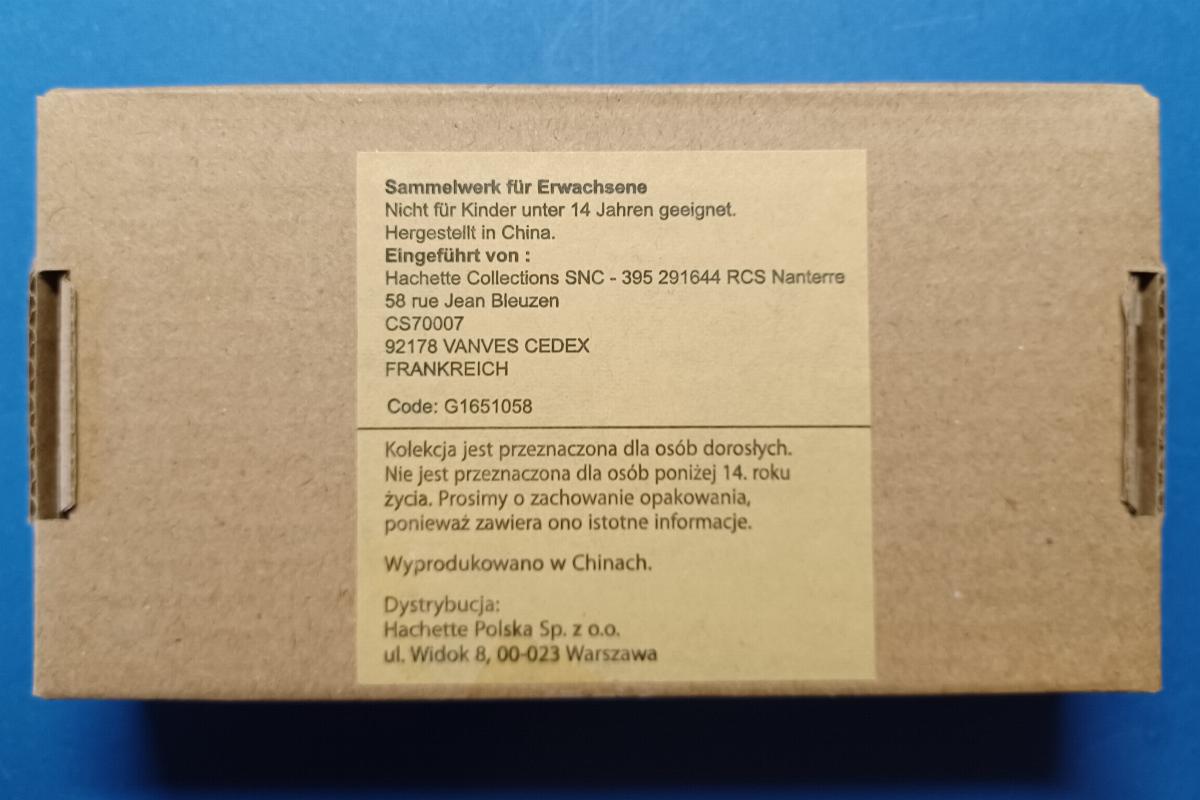 Sammelwerk für Erwachsene
Nicht für Kinder unter 14 Jahren geeignet.
Hergestellt in China.
Eingeführt von :
Hachette Collections SNC - 395 291644 RCS Nanterre
58 rue Jean Bleuzen
CS70007
92178 VANVES CEDEX
FRANKREICH
Code: G1651058
Kolekcja jest przeznaczona dla osób dorosłych.
Nie jest przeznaczona dla osób poniżej 14. roku
życia. Prosimy o zachowanie opakowania,
ponieważ zawiera ono istotne informacje.
Wyprodukowano w Chinach.
Dystrybucja:
Hachette Polska Sp. z o.o.
ul. Widok 8, 00-023 Warszawa